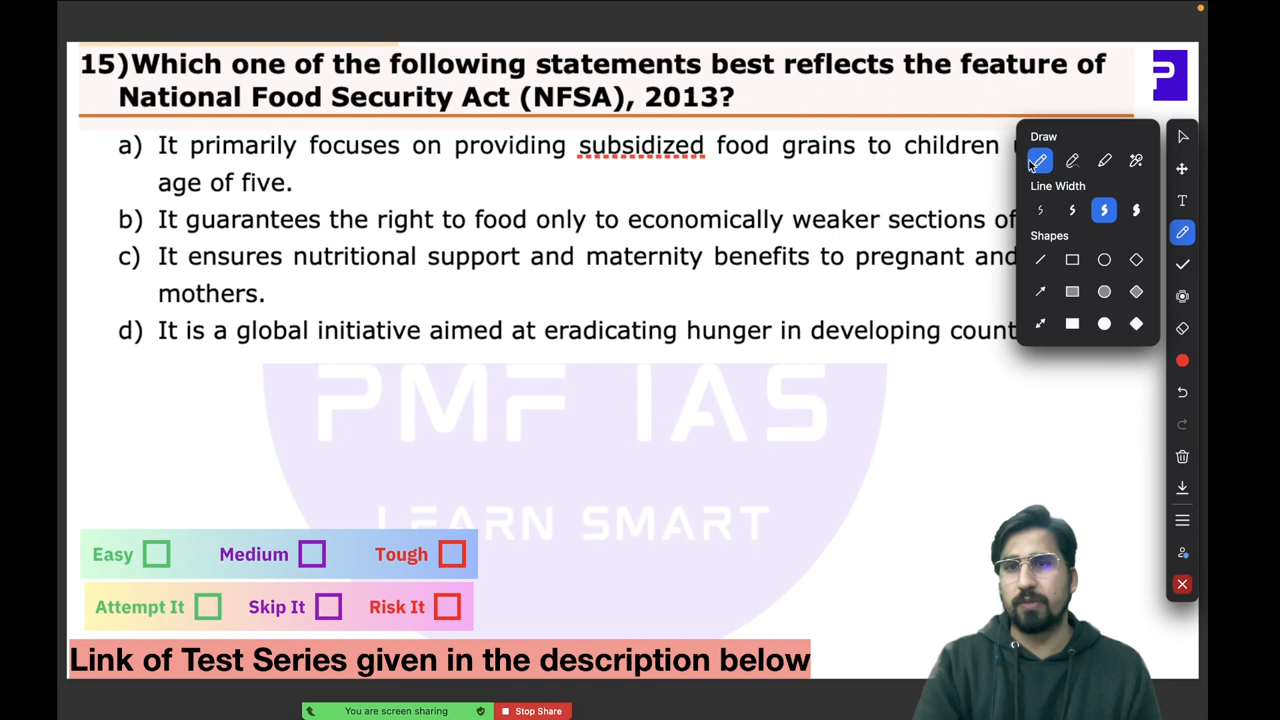 15)Which one of the following statements best reflects the feature of
National Food Security Act (NFSA), 2013?
a) It primarily focuses on providing subsidized food grains to children
age of five.
b) It guarantees the right to food only to economically weaker sections of
c) It ensures nutritional support and maternity benefits to pregnant and
mothers.
d) It is a global initiative aimed at eradicating hunger in developing
Draw
Line Width
Shapes
T
P
PMF IAS
LEARN SMART
Easy Medium Tough
Attempt It Skip It Risk It
Link of Test Series given in the description below
You are screen sharing Stop Share